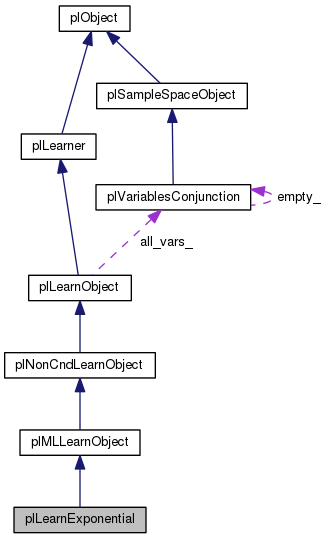 plObject
plSampleSpaceObject
plLearner
plVariablesConjunction
empty_
all_vars_
plLearnObject
plNonCndLearnObject
plMLLearnObject
plLearnExponential